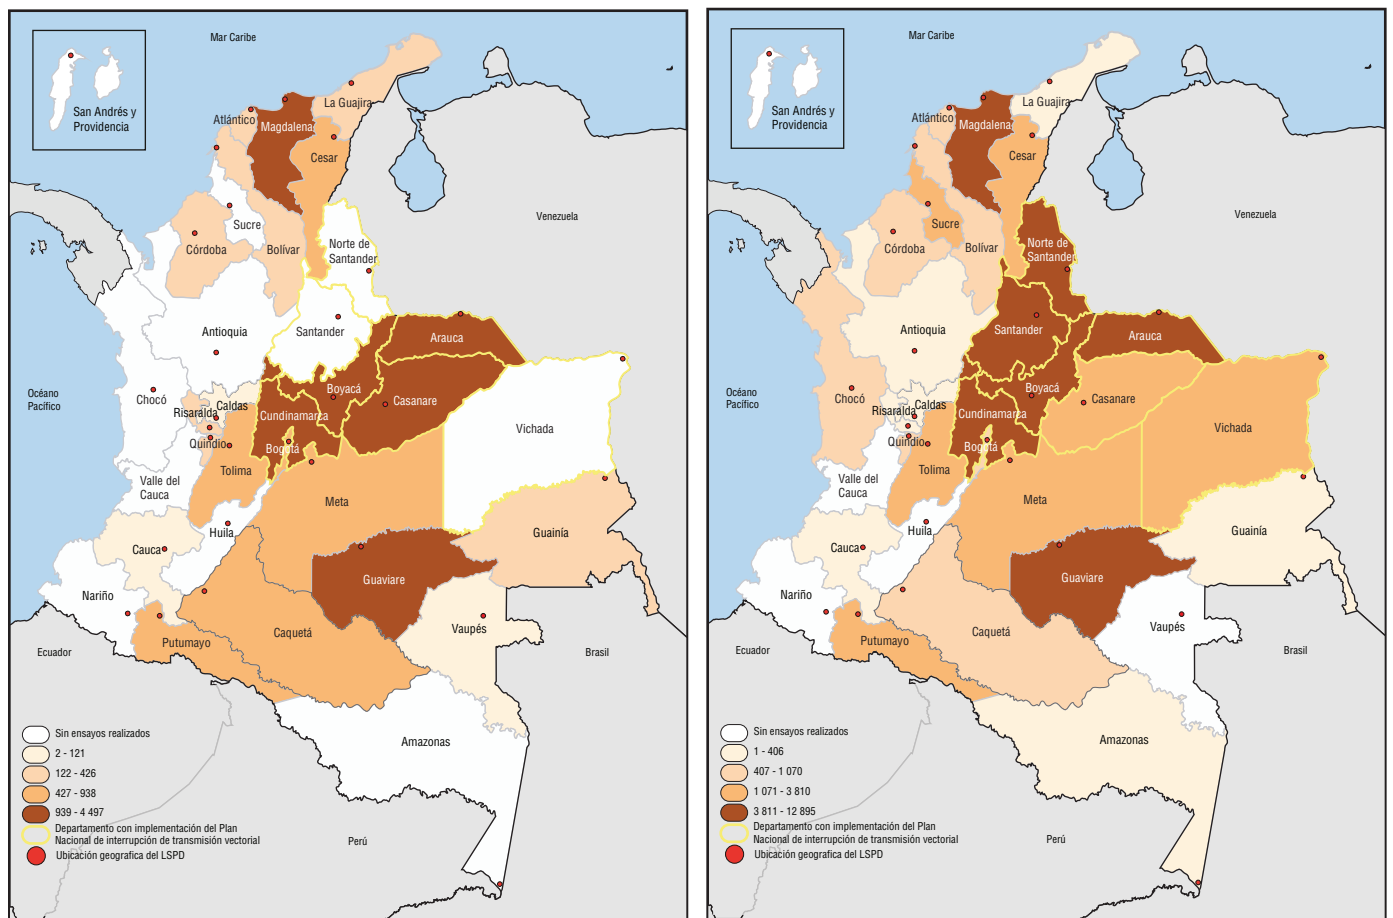 Mar Caribe
San Andrés y
Providencia
La Guajira
Atlántico
Magdalena
Cesar
Venezuela
Sucre
Norte de
Santander
Córdoba
Bolívar
Antioquia
Santander
Arauca
Océano
Pacífico
Chocó
Boyacá
Casanare
Caldas
Risaralda
Cundinamarca
Vichada
Quindio
Bogotá
Tolima
Valle del
Cauca
Meta
Huila
Guainía
Cauca
Guaviare
Nariño
Vaupés
Caquetá
Putumayo
Ecuador
Brasil
Amazonas
Perú
Sin ensayos realizados
2 - 121
122 - 426
427 - 938
939 - 4 497
Departamento con implementación del Plan
Nacional de interrupción de transmisión vectorial
Ubicación geografica del LSPD
Mar Caribe
San Andrés y
Providencia
La Guajira
Atlántico
Magdalena
Cesar
Venezuela
Sucre
Norte de
Santander
Córdoba
Bolívar
Antioquia
Santander
Arauca
Océano
Pacífico
Chocó
Boyacá
Casanare
Caldas
Risaralda
Cundinamarca
Vichada
Quindio
Bogotá
Tolima
Valle del
Cauca
Meta
Huila
Guainía
Cauca
Guaviare
Nariño
Vaupés
Caquetá
Putumayo
Ecuador
Brasil
Amazonas
Perú
Sin ensayos realizados
1 - 406
407 - 1 070
1 071 - 3 810
3 811 - 12 895
Departamento con implementación del Plan
Nacional de interrupción de transmisión vectorial
Ubicación geografica del LSPD